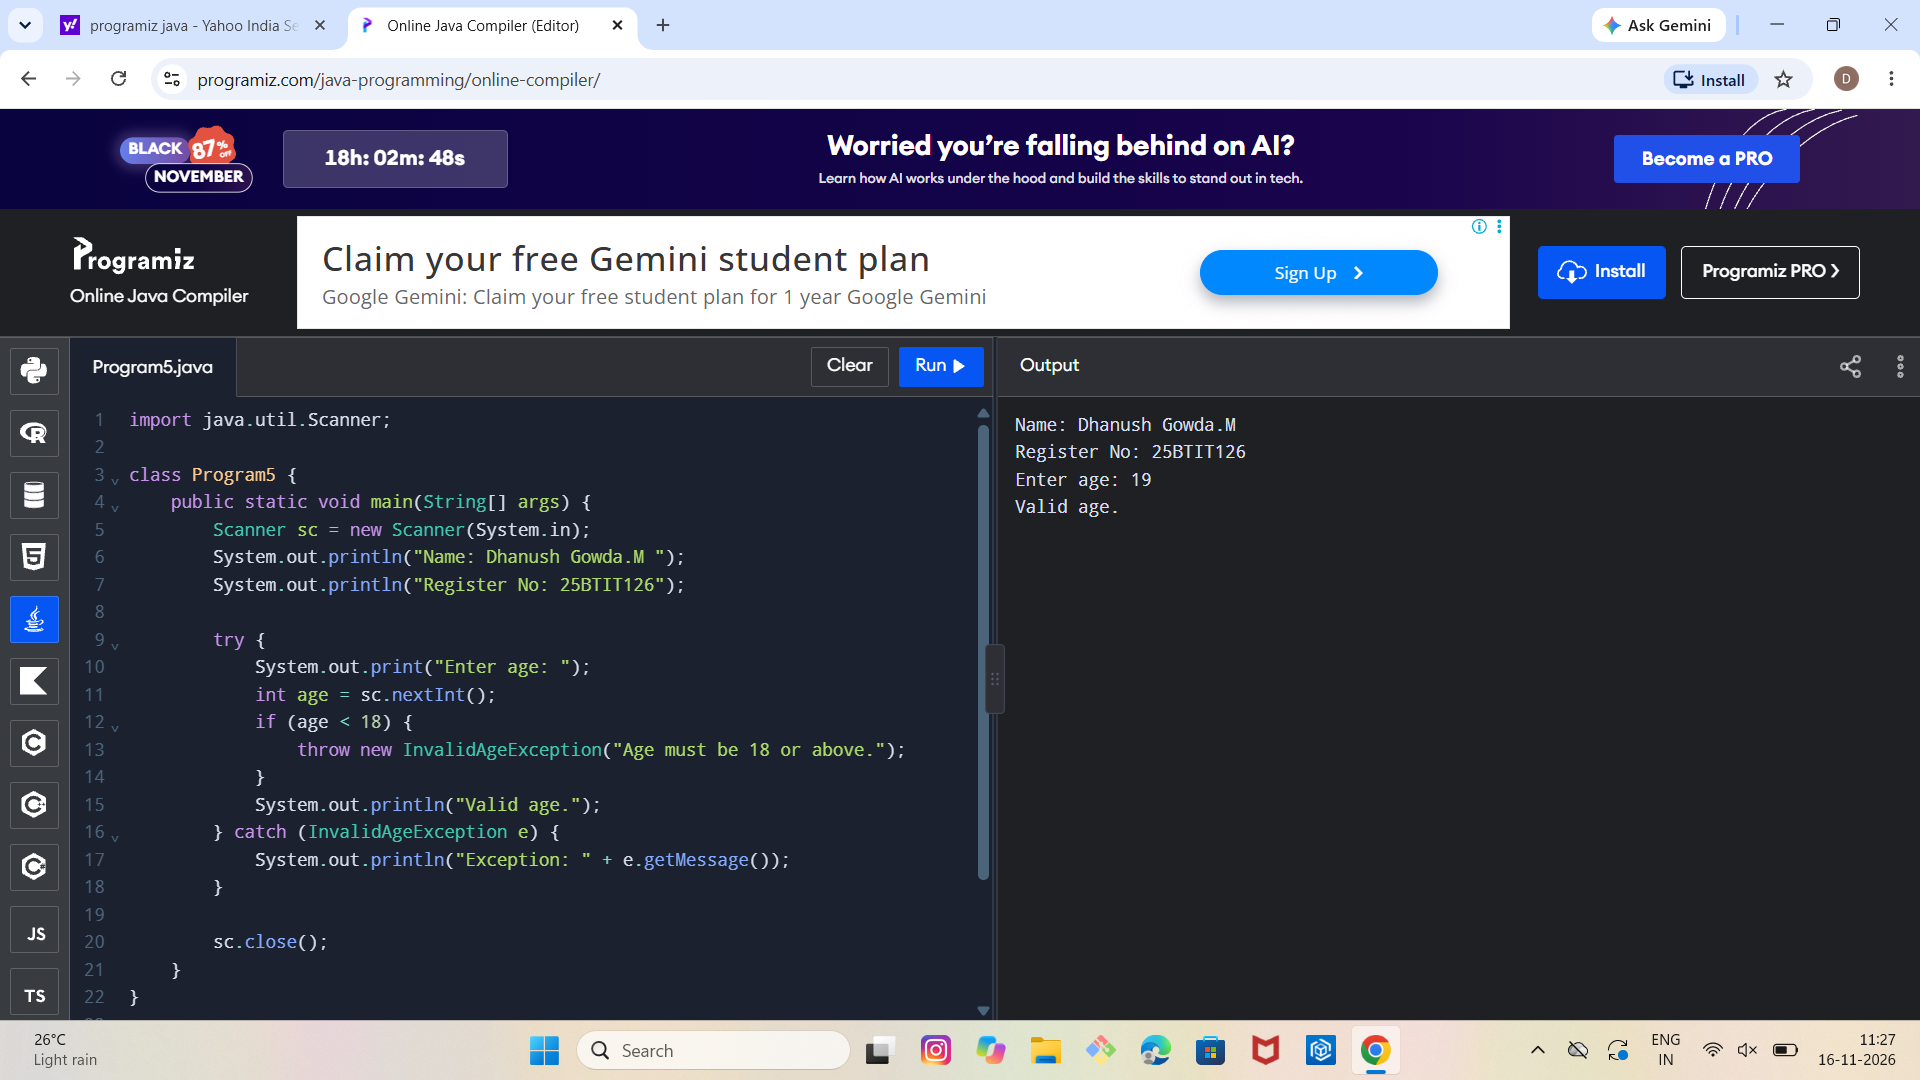 programiz java - Yahoo India Se
Online Java Compiler (Editor)
Ask Gemini
programiz.com/java-programming/online-compiler/
Install
D
BLACK 87% OFF
NOVEMBER
18h: 02m: 48s
Worried you’re falling behind on AI?
Learn how AI works under the hood and build the skills to stand out in tech.
Become a PRO
Programiz
Online Java Compiler
Claim your free Gemini student plan
Google Gemini: Claim your free student plan for 1 year Google Gemini
Sign Up
Install
Programiz PRO
Program5.java
Clear
Run
Output
1 import java.util.Scanner;
2
3 class Program5 {
4 public static void main(String[] args) {
5 Scanner sc = new Scanner(System.in);
6 System.out.println("Name: Dhanush Gowda.M ");
7 System.out.println("Register No: 25BTIT126");
8
9 try {
10 System.out.print("Enter age: ");
11 int age = sc.nextInt();
12 if (age < 18) {
13 throw new InvalidAgeException("Age must be 18 or above.");
14 }
15 System.out.println("Valid age.");
16 } catch (InvalidAgeException e) {
17 System.out.println("Exception: " + e.getMessage());
18 }
19
20 sc.close();
21 }
22 }
Name: Dhanush Gowda.M
Register No: 25BTIT126
Enter age: 19
Valid age.
R
5
JS
TS
26°C
Light rain
Search
ENG
IN
11:27
16-11-2026